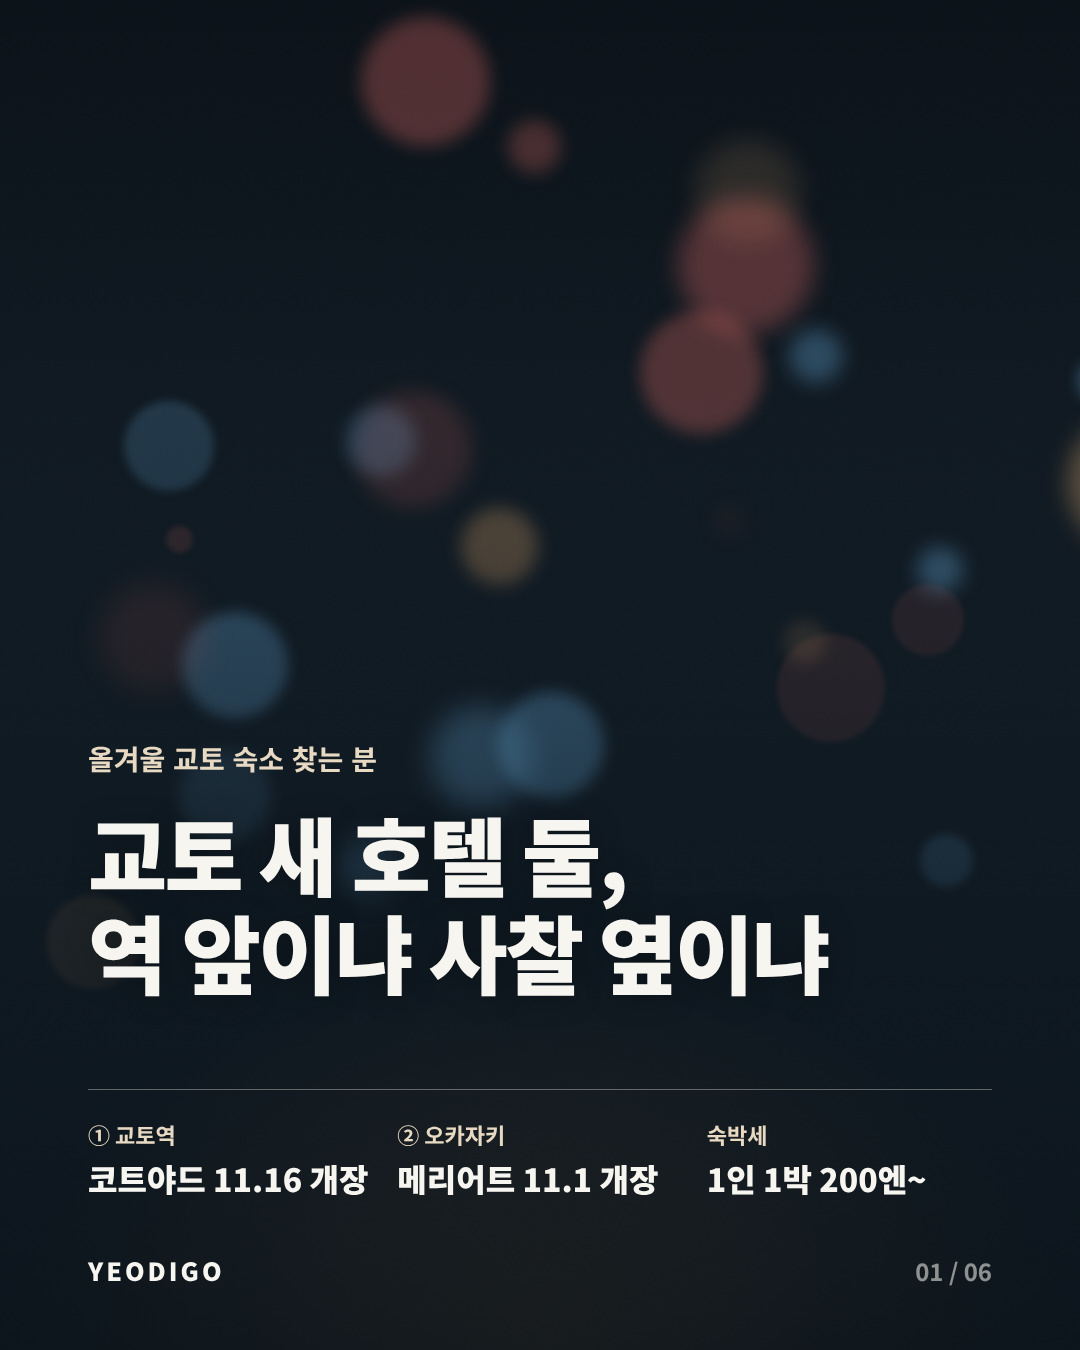 올겨울 교토 숙소 찾는 분
교토 새 호텔 둘,
역 앞이냐 사찰 옆이냐
① 교토역
코트야드 11.16 개장
② 오카자키
메리어트 11.1 개장
숙박세
1인 1박 200엔~
YEODIGO
01 / 06